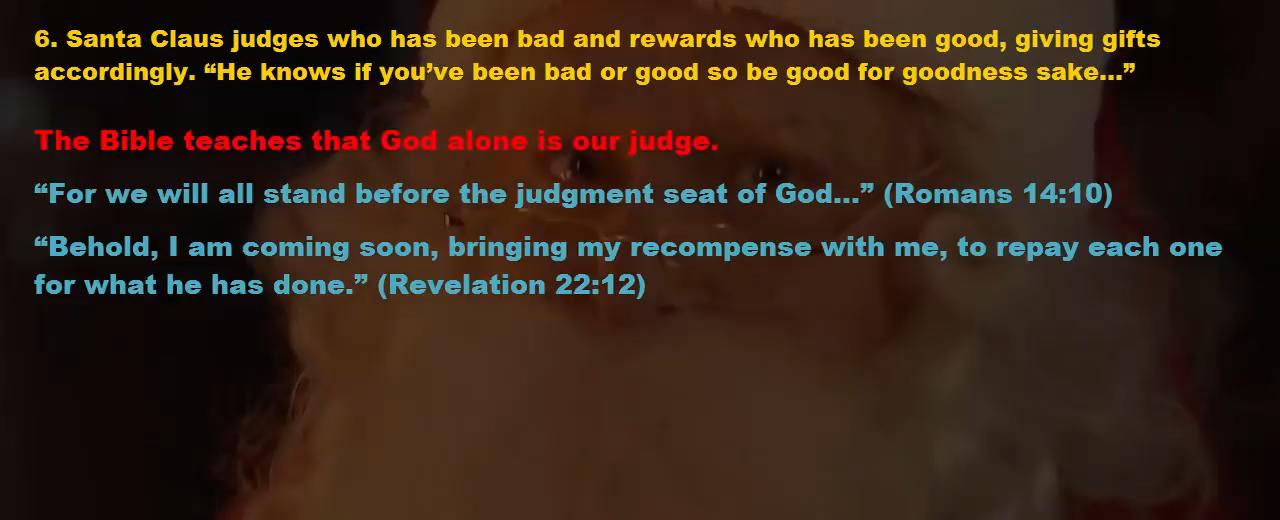 6. Santa Claus judges who has been bad and rewards who has been good, giving gifts
accordingly. “He knows if you’ve been bad or good so be good for goodness sake...”
The Bible teaches that God alone is our judge.
“For we will all stand before the judgment seat of God...” (Romans 14:10)
“Behold, I am coming soon, bringing my recompense with me, to repay each one
for what he has done.” (Revelation 22:12)